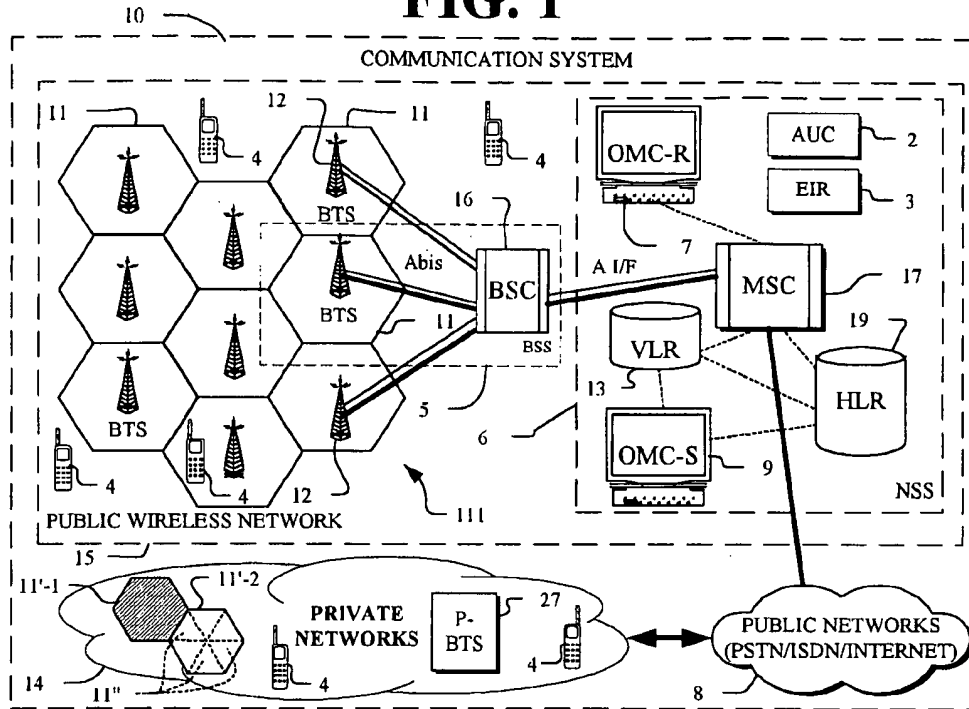 FIG. 1
10
COMMUNICATION SYSTEM
11
12
11
4
4
OMC-R
AUC
2
EIR
3
BTS
16
7
Abis
BSC
A I/F
MSC
17
BTS
11
BSS
VLR
13
19
HLR
5
6
BTS
OMC-S
9
4
4
12
111
NSS
PUBLIC WIRELESS NETWORK
15
11'-1
11'-2
PRIVATE
NETWORKS
P-
BTS
27
4
4
14
11"
PUBLIC NETWORKS
(PSTN/ISDN/INTERNET)
8